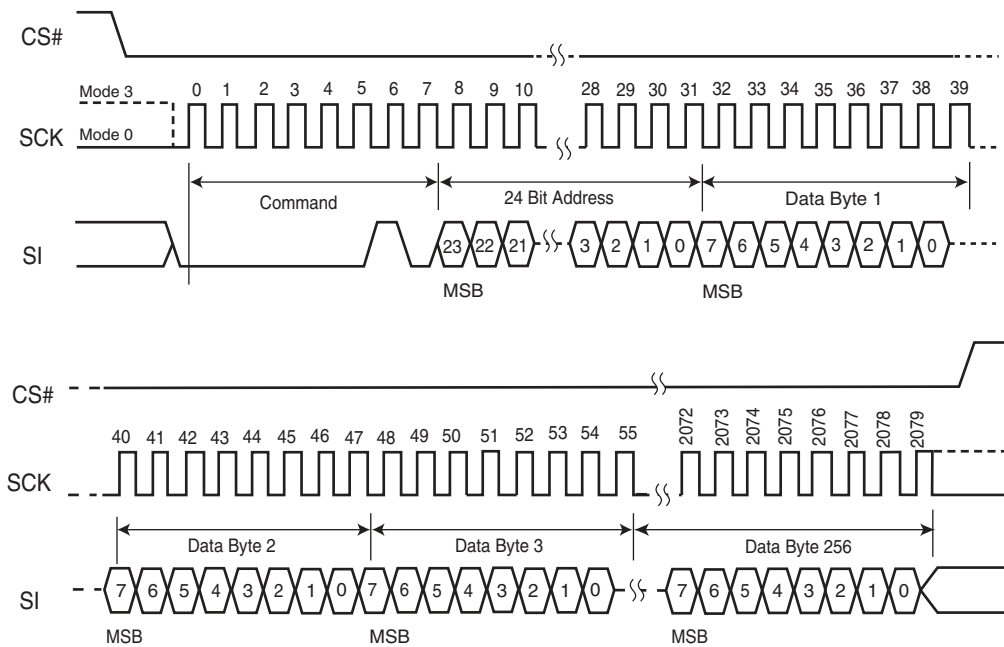 CS#
Mode 3
0 1 2 3 4 5 6 7 8 9 10 28 29 30 31 32 33 34 35 36 37 38 39
SCK
Mode 0
Command 24 Bit Address Data Byte 1
SI
23 22 21 3 2 1 0 7 6 5 4 3 2 1 0
MSB MSB
CS#
40 41 42 43 44 45 46 47 48 49 50 51 52 53 54 55 2072 2073 2074 2075 2076 2077 2078 2079
SCK
Data Byte 2 Data Byte 3 Data Byte 256
SI
7 6 5 4 3 2 1 0 7 6 5 4 3 2 1 0 7 6 5 4 3 2 1 0
MSB MSB MSB